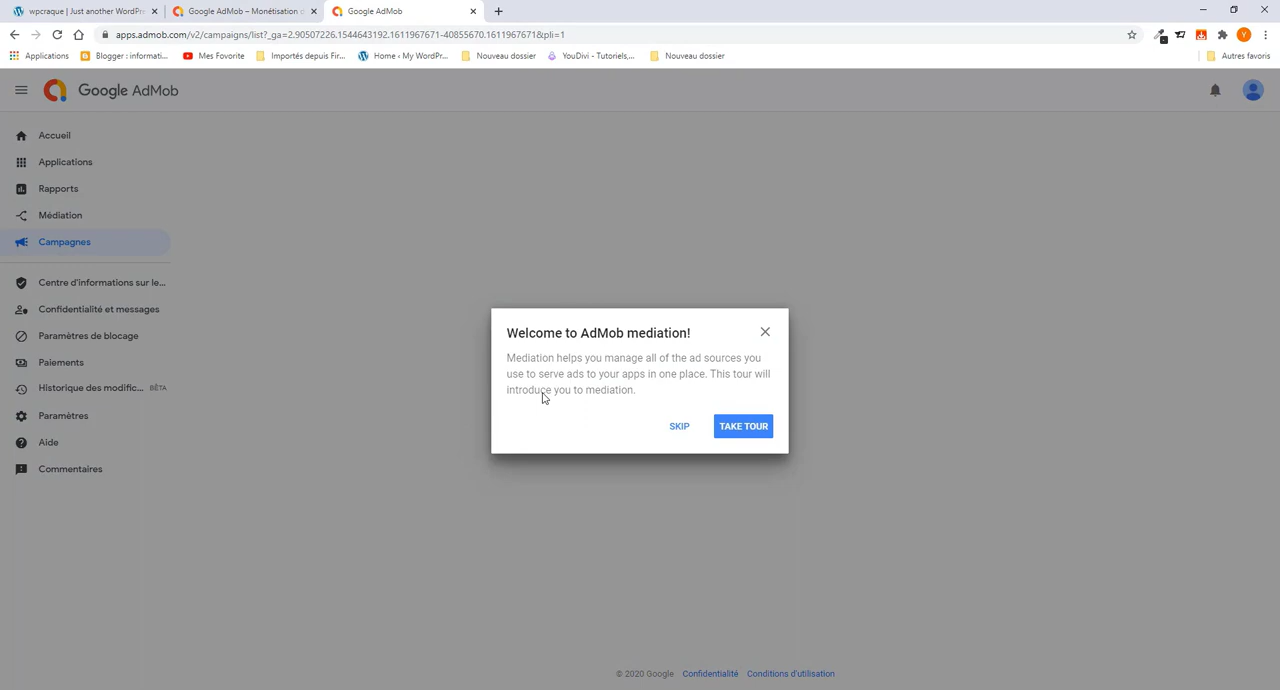 wpcraque | Just another WordPre
Google AdMob – Monétisation d
Google AdMob
apps.admob.com/v2/campaigns/list?_ga=2.90507226.1544643192.1611967671-40855670.1611967671&pli=1
Applications
Blogger : informati...
Mes Favorite
Importés depuis Fir...
Home ‹ My WordPr...
Nouveau dossier
YouDivi - Tutoriels,...
Nouveau dossier
Autres favoris
Y
Google AdMob
Accueil
Applications
Rapports
Médiation
Campagnes
Centre d'informations sur le...
Confidentialité et messages
Paramètres de blocage
Paiements
Historique des modific... BÊTA
Paramètres
Aide
Commentaires
Welcome to AdMob mediation!
Mediation helps you manage all of the ad sources you
use to serve ads to your apps in one place. This tour will
introduce you to mediation.
SKIP
TAKE TOUR
© 2020 Google Confidentialité Conditions d'utilisation